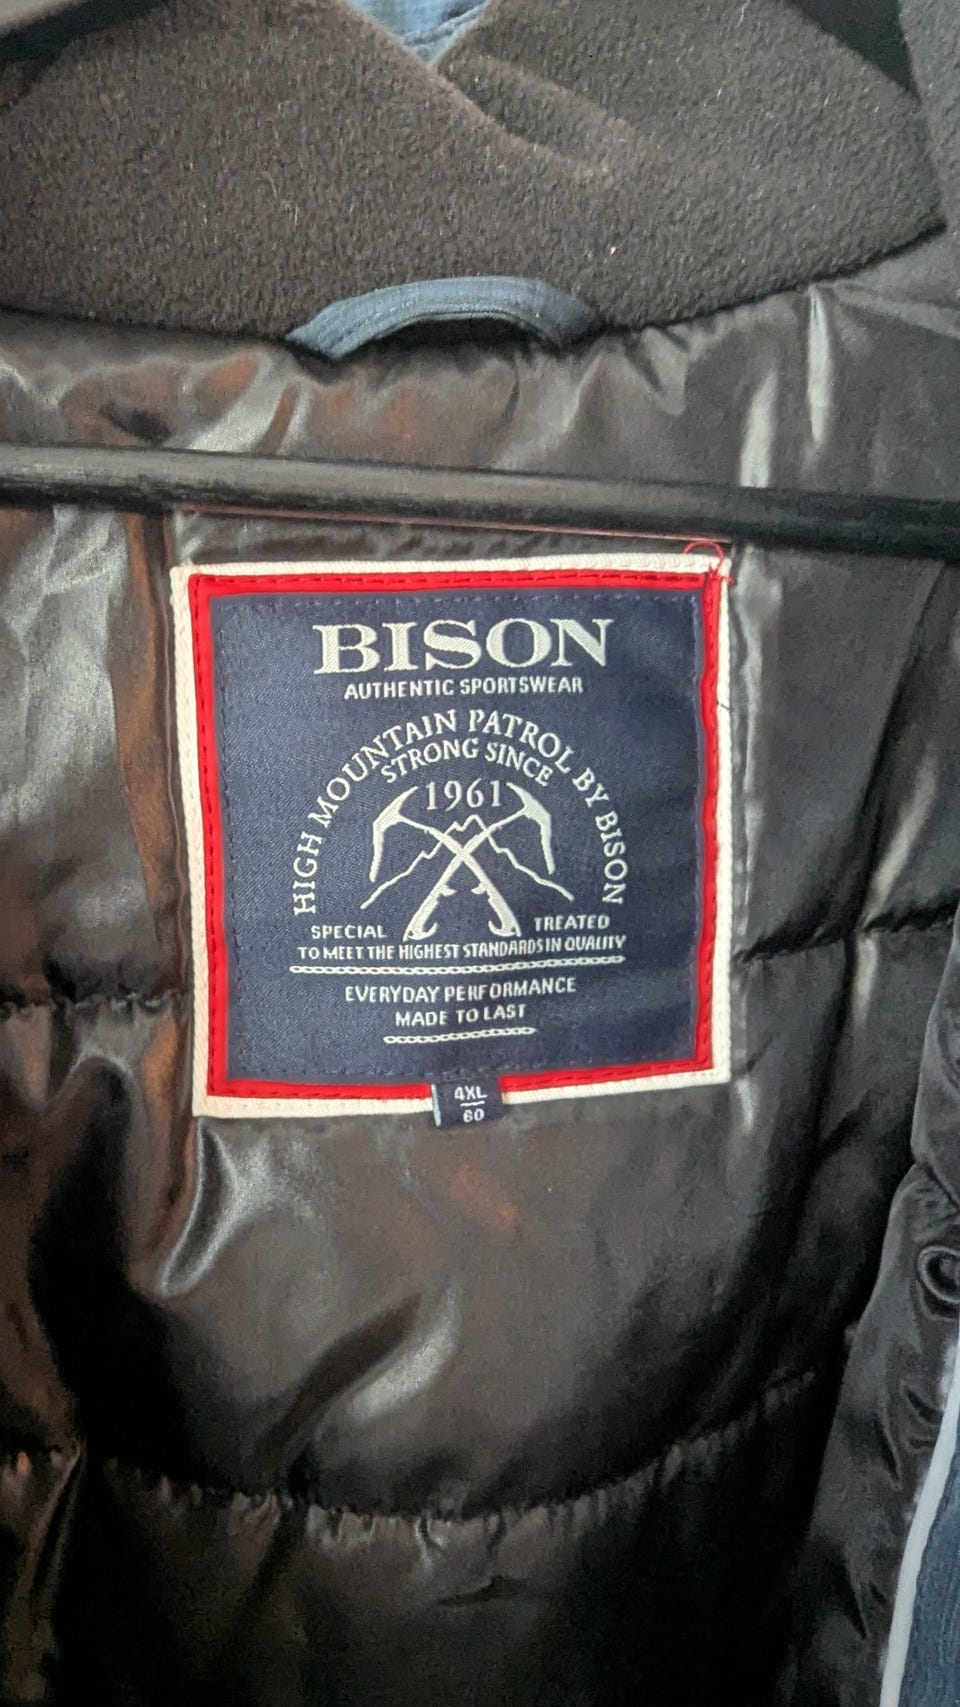 BISON
AUTHENTIC SPORTSWEAR
HIGH MOUNTAIN PATROL BY BISON
STRONG SINCE
1961
SPECIAL TREATED
TO MEET THE HIGHEST STANDARDS IN QUALITY
EVERYDAY PERFORMANCE
MADE TO LAST
4XL
60